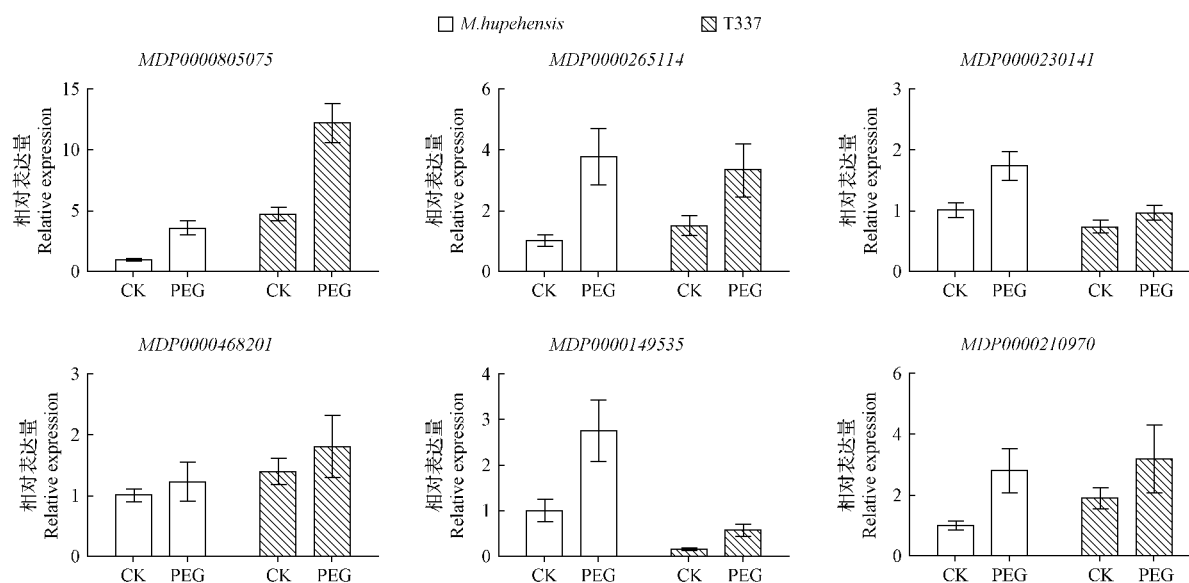 M.hupehensis
T337
MDP0000805075
MDP0000265114
MDP0000230141
相对表达量
Relative expression
15
10
5
0
CK
PEG
CK
PEG
相对表达量
Relative expression
6
4
2
0
CK
PEG
CK
PEG
相对表达量
Relative expression
3
2
1
0
CK
PEG
CK
PEG
MDP0000468201
MDP0000149535
MDP0000210970
相对表达量
Relative expression
3
2
1
0
CK
PEG
CK
PEG
相对表达量
Relative expression
4
3
2
1
0
CK
PEG
CK
PEG
相对表达量
Relative expression
6
4
2
0
CK
PEG
CK
PEG